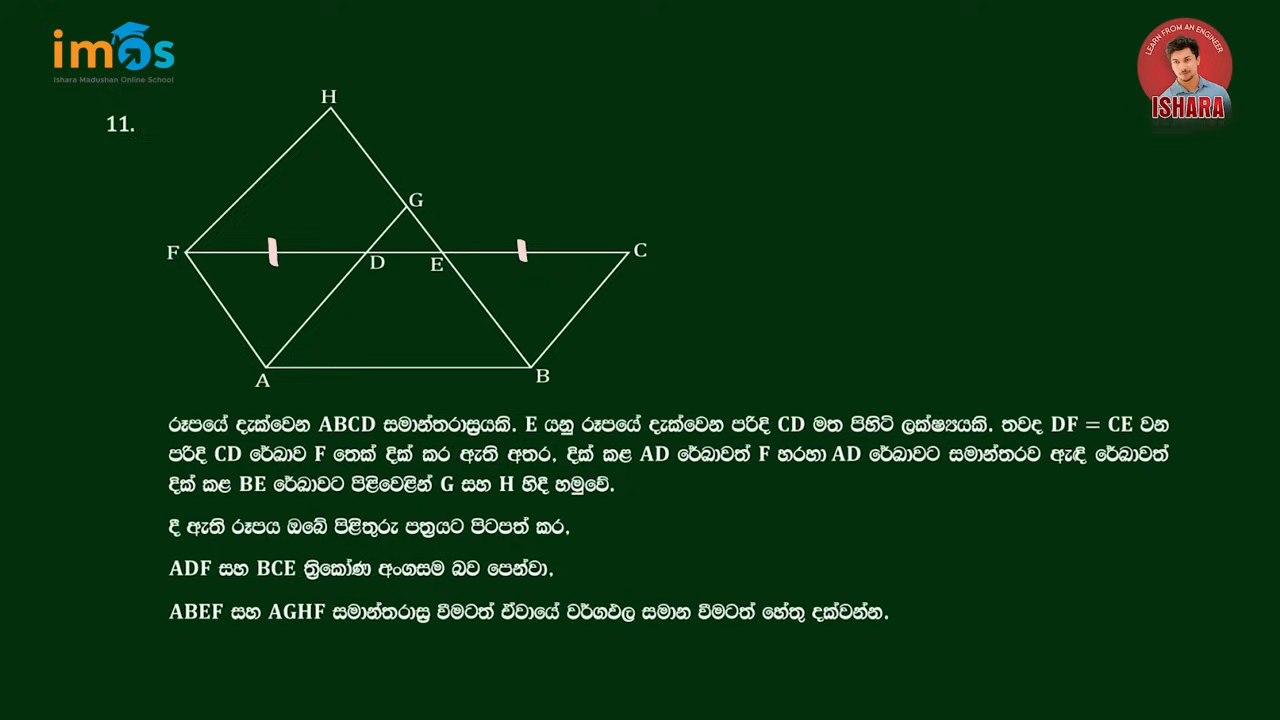 imos
Ishara Madushan Online School
LEARN FROM AN ENGINEER
ISHARA
11.
H
G
F
D
E
C
A
B
රූපයේ දැක්වෙන ABCD සමාන්තරාස්‍රයකි. E යනු රූපයේ දැක්වෙන පරිදි CD මත පිහිටි ලක්ෂ්‍යයකි. තවද DF = CE වන
පරිදි CD රේඛාව F තෙක් දික් කර ඇති අතර, දික් කළ AD රේඛාවත් F හරහා AD රේඛාවට සමාන්තරව ඇඳි රේඛාවත්
දික් කළ BE රේඛාවට පිළිවෙළින් G සහ H හිදී හමුවේ.
දී ඇති රූපය ඔබේ පිළිතුරු පත්‍රයට පිටපත් කර,
ADF සහ BCE ත්‍රිකෝණ අංගසම බව පෙන්වා,
ABEF සහ AGHF සමාන්තරාස්‍ර වීමටත් ඒවායේ වර්ගඵල සමාන වීමටත් හේතු දක්වන්න.